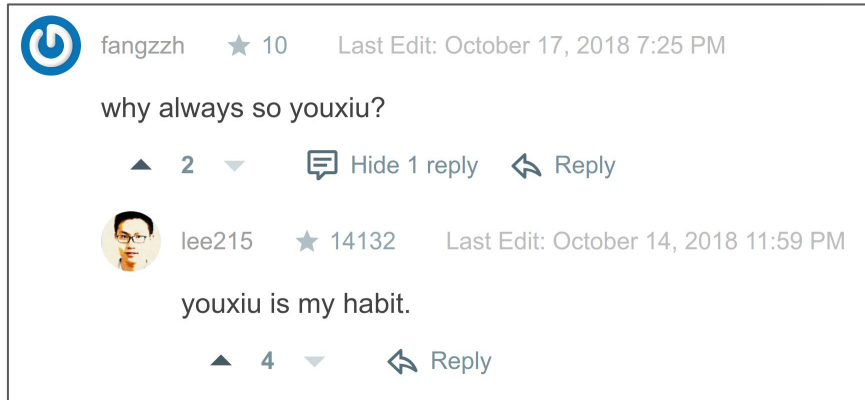 fangzzh ★ 10 Last Edit: October 17, 2018 7:25 PM
why always so youxiu?
2 Hide 1 reply Reply
lee215 ★ 14132 Last Edit: October 14, 2018 11:59 PM
youxiu is my habit.
4 Reply